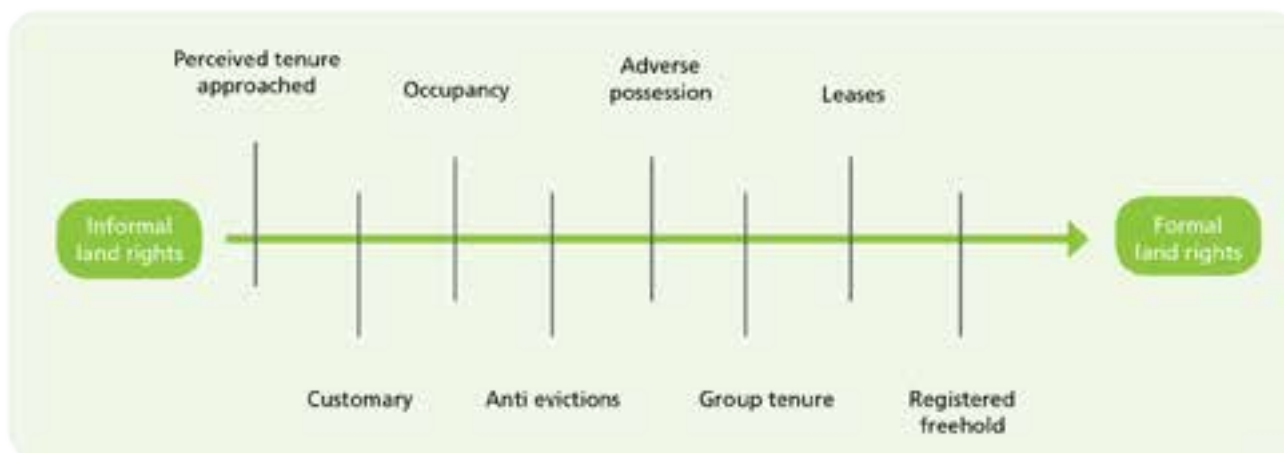 Perceived tenure
approached
Occupancy
Adverse
possession
Leases
Informal
land rights
Formal
land rights
Customary
Anti evictions
Group tenure
Registered
freehold